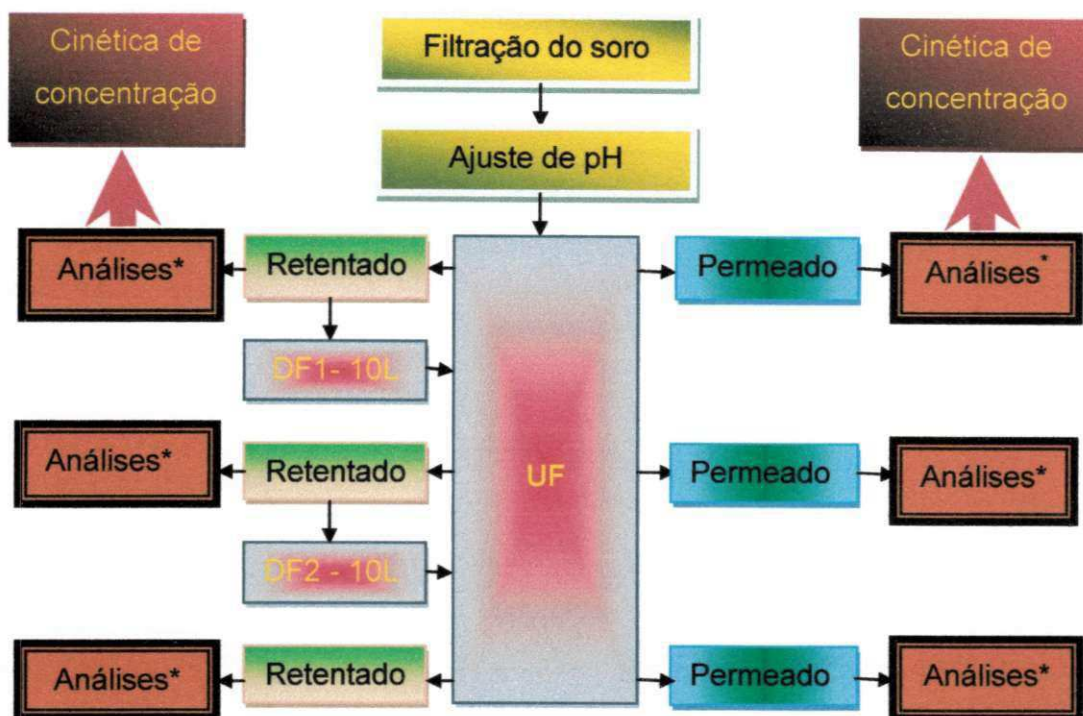 Cinética de
concentração
Filtração do soro
Cinética de
concentração
Ajuste de pH
Análises*
Retentado
Permeado
Análises*
DF1- 10L
Análises*
Retentado
UF
Permeado
Análises*
DF2 - 10L
Análises*
Retentado
Permeado
Análises*